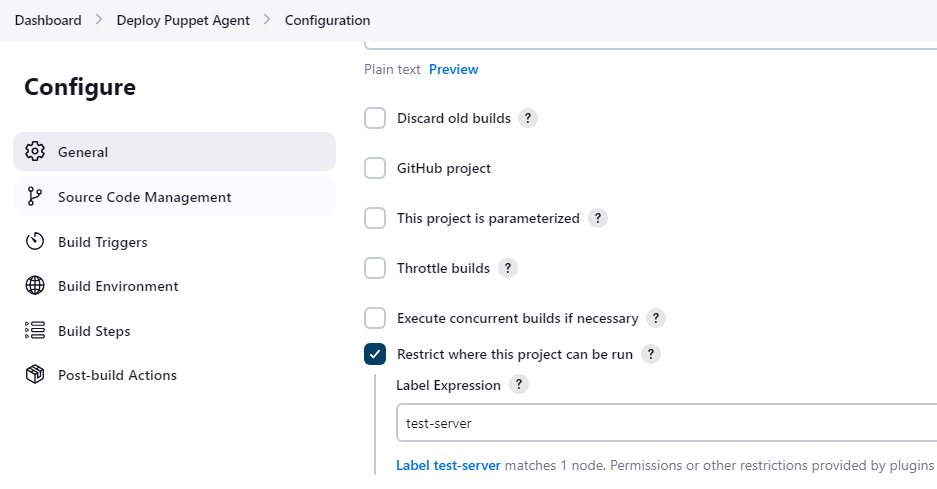 Dashboard > Deploy Puppet Agent > Configuration
Configure
General
Source Code Management
Build Triggers
Build Environment
Build Steps
Post-build Actions
Plain text Preview
Discard old builds ?
GitHub project
This project is parameterized ?
Throttle builds ?
Execute concurrent builds if necessary ?
Restrict where this project can be run ?
Label Expression ?
test-server
Label test-server matches 1 node. Permissions or other restrictions provided by plugins